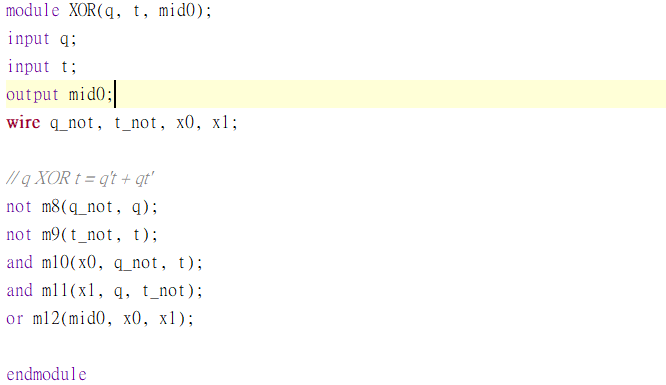 module XOR(q, t, mid0);
input q;
input t;
output mid0;
wire q_not, t_not, x0, x1;
// q XOR t = q't + qt'
not m8(q_not, q);
not m9(t_not, t);
and m10(x0, q_not, t);
and m11(x1, q, t_not);
or m12(mid0, x0, x1);
endmodule